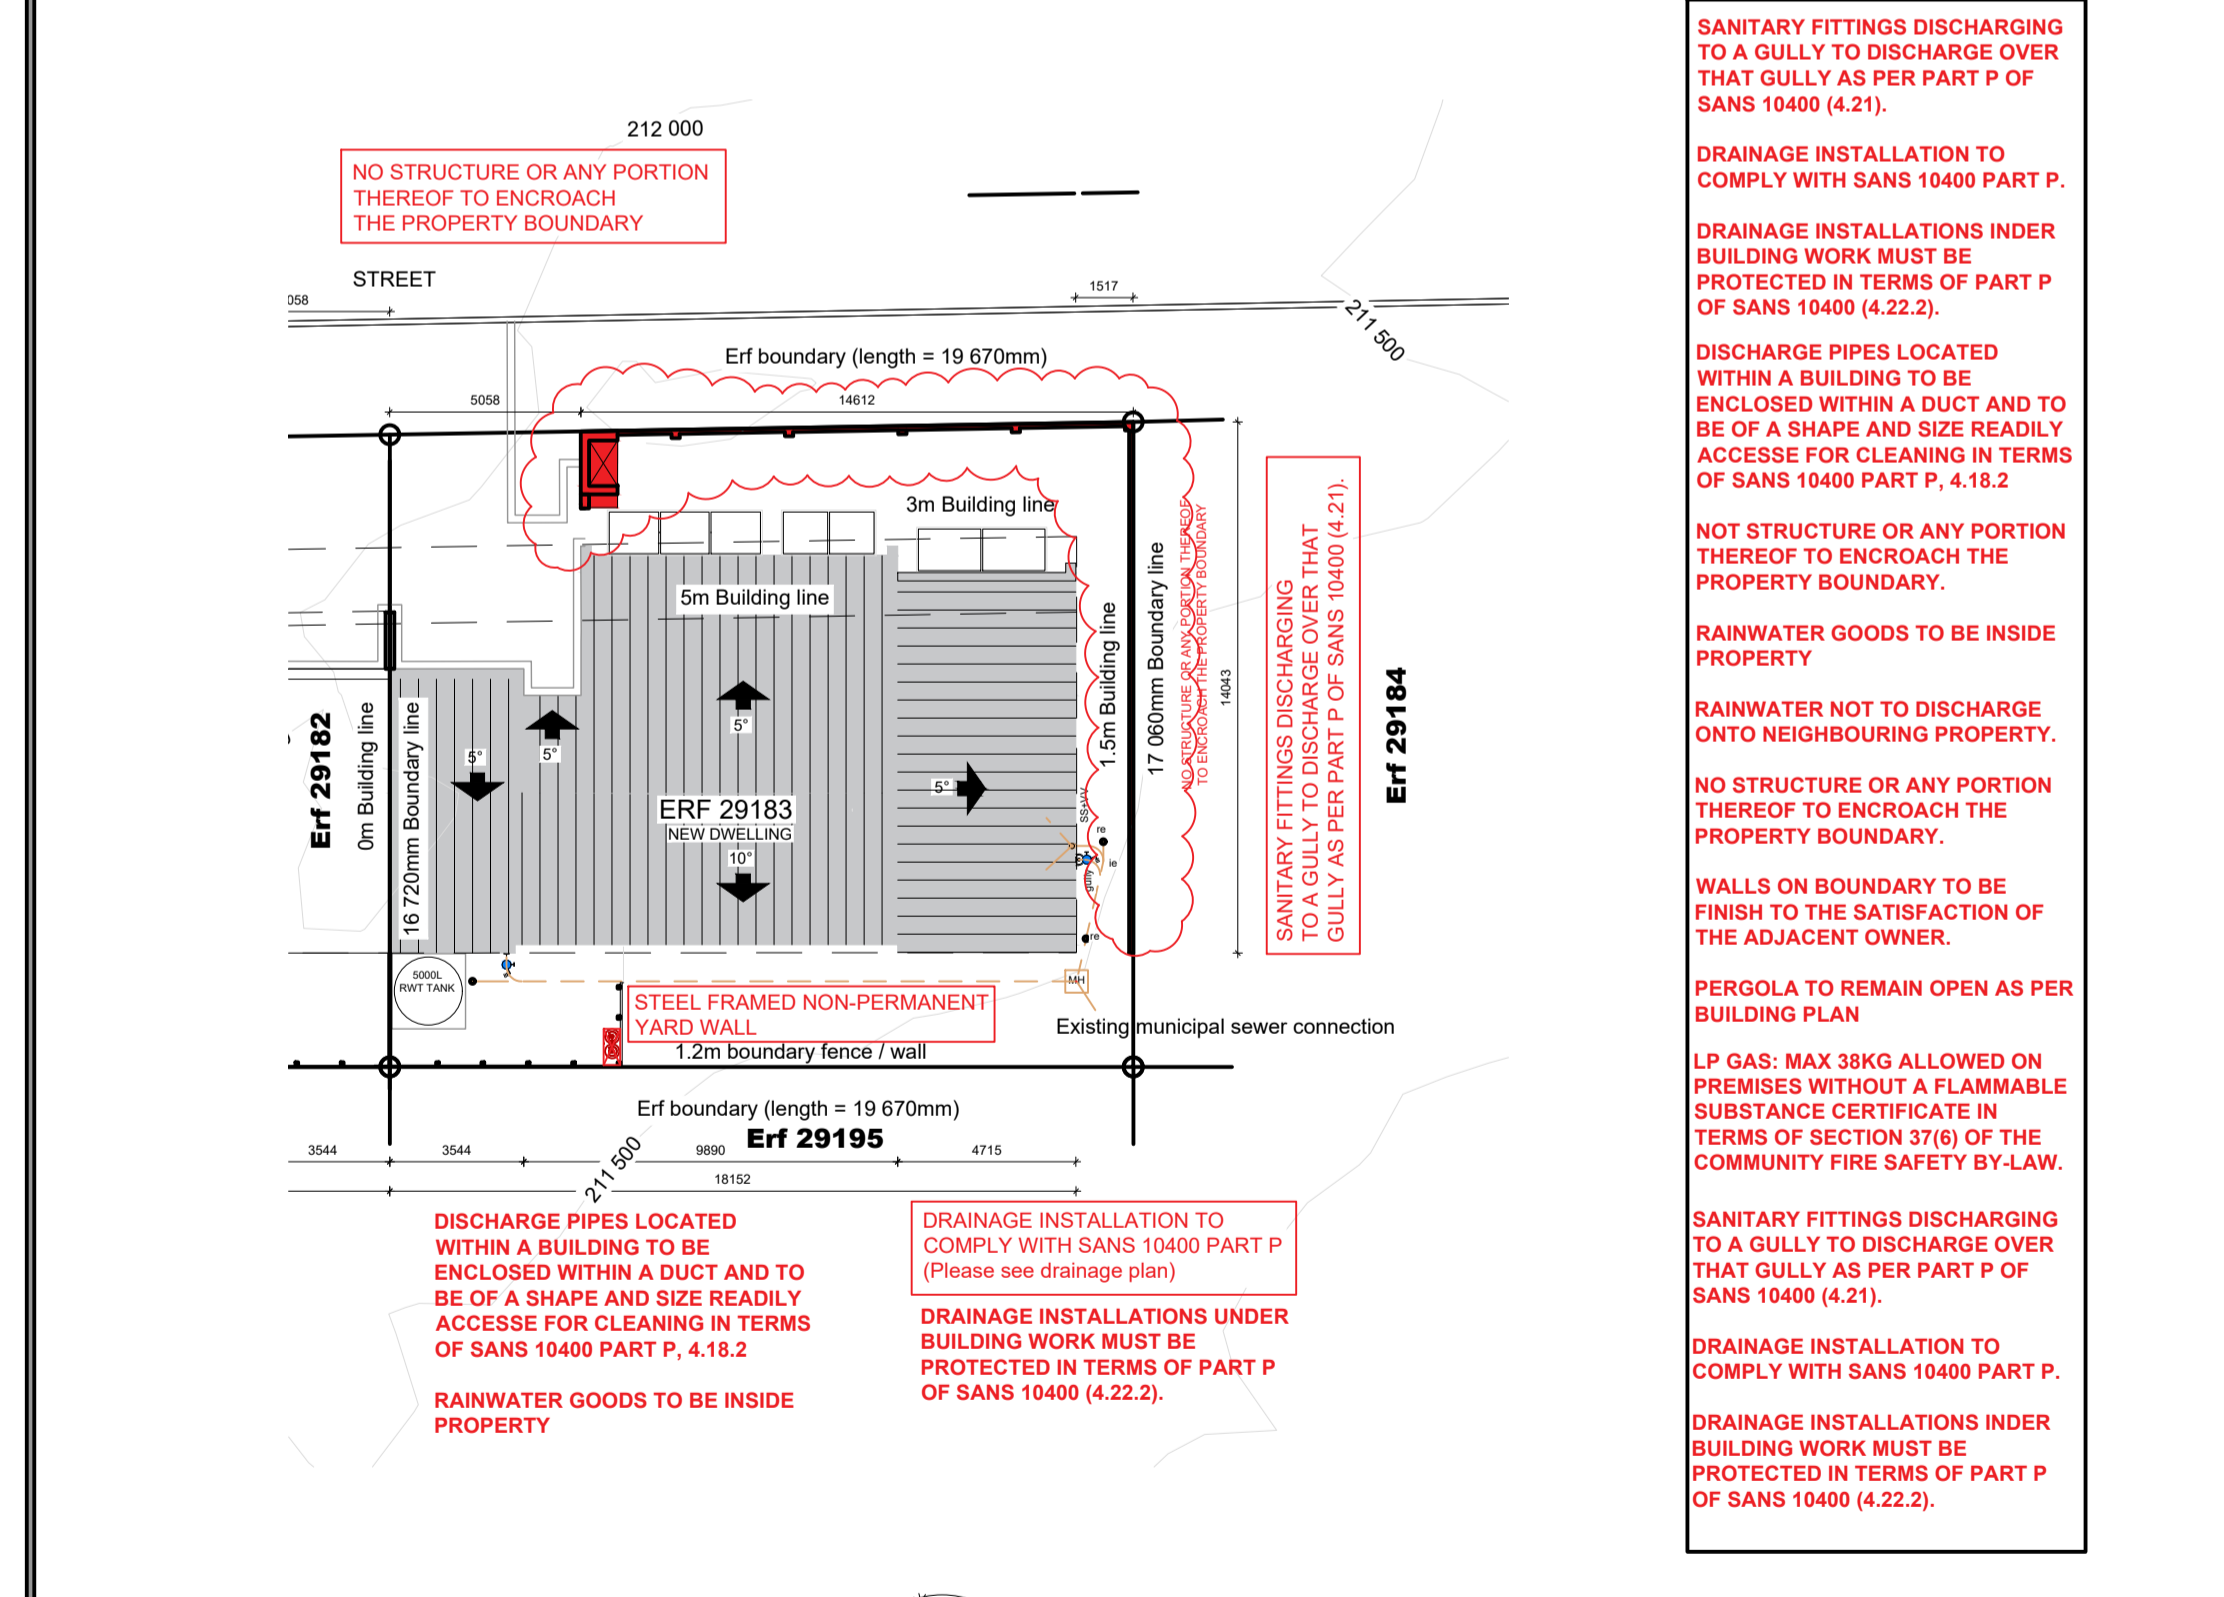 212 000
NO STRUCTURE OR ANY PORTION
THEREOF TO ENCROACH
THE PROPERTY BOUNDARY
STREET
058
1517
211 500
Erf boundary (length = 19 670mm)
5058
14612
3m Building line
5m Building line
1.5m Building line
17 060mm Boundary line
NO STRUCTURE OR ANY PORTION THEREOF
TO ENCROACH THE PROPERTY BOUNDARY
14043
SANITARY FITTINGS DISCHARGING
TO A GULLY TO DISCHARGE OVER THAT
GULLY AS PER PART P OF SANS 10400 (4.21).
Erf 29184
Erf 29182
0m Building line
16 720mm Boundary line
5°
5°
5°
5°
ERF 29183
NEW DWELLING
10°
SS+VV
re
ie
gully
re
MH
5000L
RWT TANK
STEEL FRAMED NON-PERMANENT
YARD WALL
Existing municipal sewer connection
1.2m boundary fence / wall
Erf boundary (length = 19 670mm)
Erf 29195
3544
3544
9890
4715
211 500
18152
DISCHARGE PIPES LOCATED
WITHIN A BUILDING TO BE
ENCLOSED WITHIN A DUCT AND TO
BE OF A SHAPE AND SIZE READILY
ACCESSE FOR CLEANING IN TERMS
OF SANS 10400 PART P, 4.18.2
RAINWATER GOODS TO BE INSIDE
PROPERTY
DRAINAGE INSTALLATION TO
COMPLY WITH SANS 10400 PART P
(Please see drainage plan)
DRAINAGE INSTALLATIONS UNDER
BUILDING WORK MUST BE
PROTECTED IN TERMS OF PART P
OF SANS 10400 (4.22.2).
SANITARY FITTINGS DISCHARGING
TO A GULLY TO DISCHARGE OVER
THAT GULLY AS PER PART P OF
SANS 10400 (4.21).
DRAINAGE INSTALLATION TO
COMPLY WITH SANS 10400 PART P.
DRAINAGE INSTALLATIONS INDER
BUILDING WORK MUST BE
PROTECTED IN TERMS OF PART P
OF SANS 10400 (4.22.2).
DISCHARGE PIPES LOCATED
WITHIN A BUILDING TO BE
ENCLOSED WITHIN A DUCT AND TO
BE OF A SHAPE AND SIZE READILY
ACCESSE FOR CLEANING IN TERMS
OF SANS 10400 PART P, 4.18.2
NOT STRUCTURE OR ANY PORTION
THEREOF TO ENCROACH THE
PROPERTY BOUNDARY.
RAINWATER GOODS TO BE INSIDE
PROPERTY
RAINWATER NOT TO DISCHARGE
ONTO NEIGHBOURING PROPERTY.
NO STRUCTURE OR ANY PORTION
THEREOF TO ENCROACH THE
PROPERTY BOUNDARY.
WALLS ON BOUNDARY TO BE
FINISH TO THE SATISFACTION OF
THE ADJACENT OWNER.
PERGOLA TO REMAIN OPEN AS PER
BUILDING PLAN
LP GAS: MAX 38KG ALLOWED ON
PREMISES WITHOUT A FLAMMABLE
SUBSTANCE CERTIFICATE IN
TERMS OF SECTION 37(6) OF THE
COMMUNITY FIRE SAFETY BY-LAW.
SANITARY FITTINGS DISCHARGING
TO A GULLY TO DISCHARGE OVER
THAT GULLY AS PER PART P OF
SANS 10400 (4.21).
DRAINAGE INSTALLATION TO
COMPLY WITH SANS 10400 PART P.
DRAINAGE INSTALLATIONS INDER
BUILDING WORK MUST BE
PROTECTED IN TERMS OF PART P
OF SANS 10400 (4.22.2).